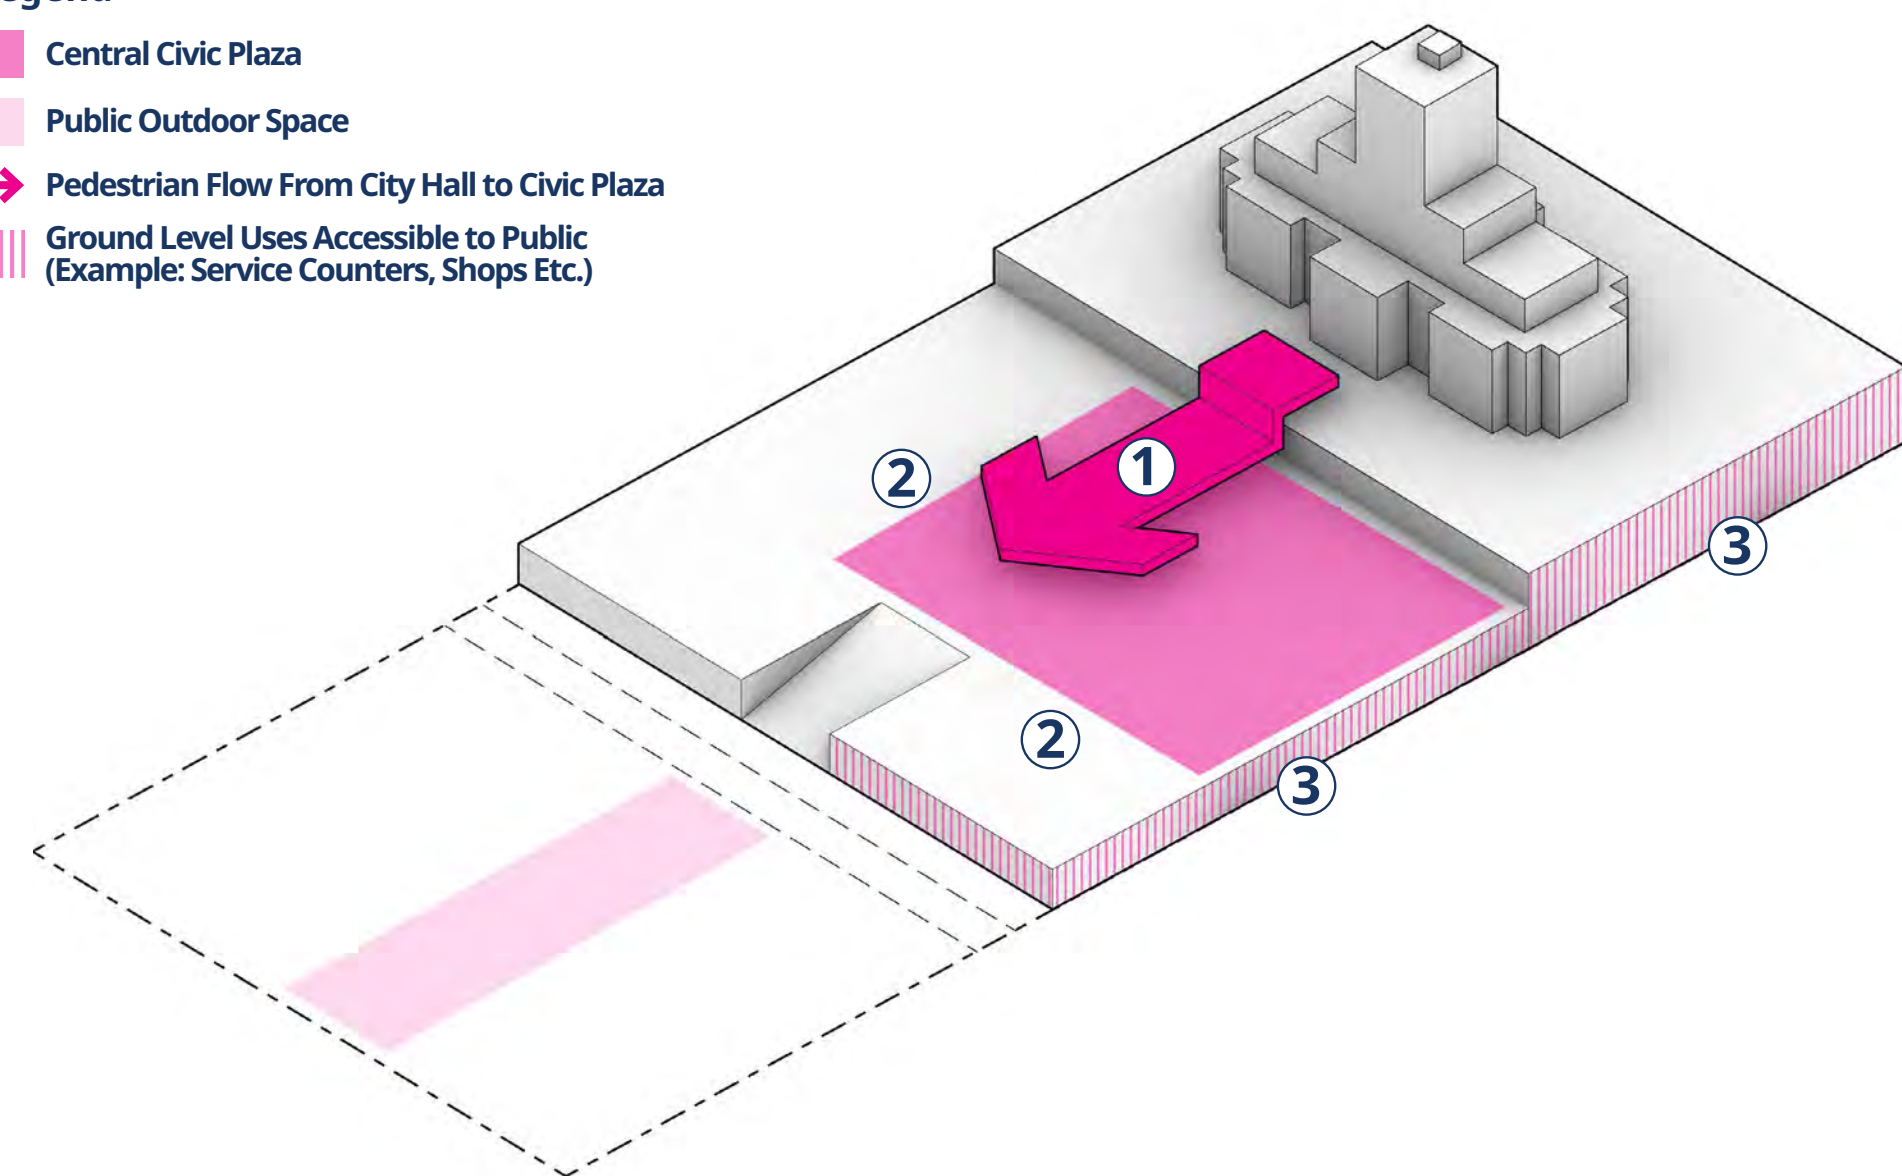 Central Civic Plaza
Public Outdoor Space
Pedestrian Flow From City Hall to Civic Plaza
Ground Level Uses Accessible to Public
(Example: Service Counters, Shops Etc.)
1
2
3
2
3